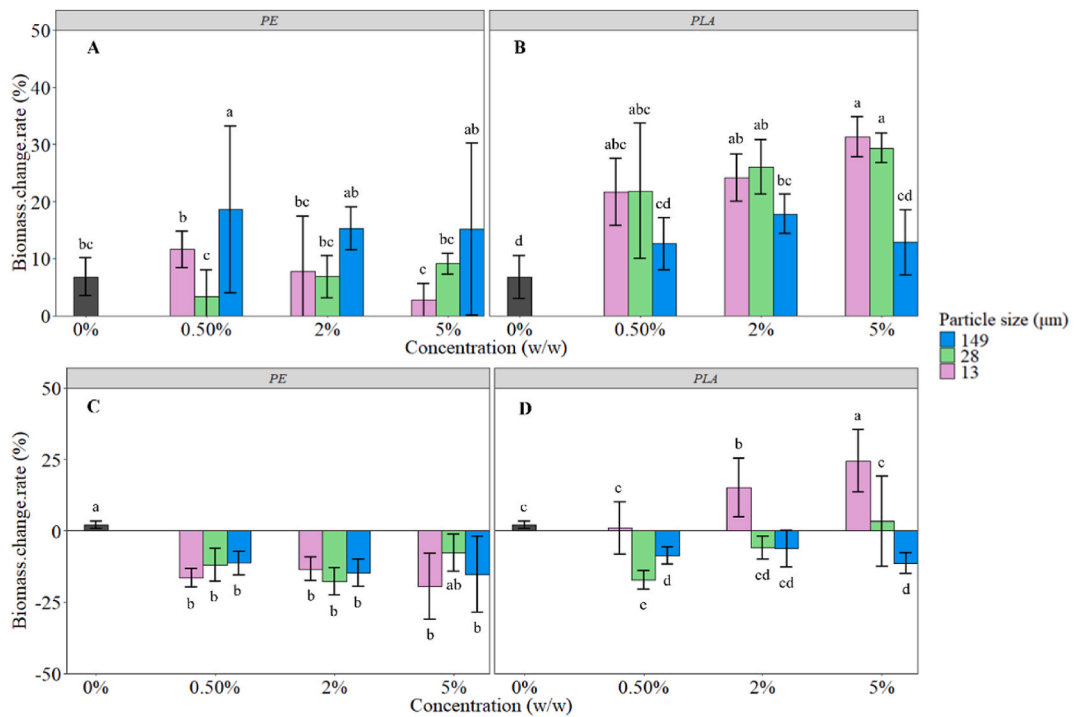 PE
PLA
A
B
Biomass.change.rate (%)
50
40
30
20
10
0
bc
b
c
a
bc
bc
ab
c
bc
ab
d
abc
abc
cd
ab
ab
bc
a
a
cd
0%
0.50%
2%
5%
0%
0.50%
2%
5%
Concentration (w/w)
Particle size (μm)
149
28
13
PE
PLA
C
D
Biomass.change.rate (%)
50
25
0
-25
-50
a
b
b
b
b
b
b
b
ab
b
c
c
c
d
b
cd
cd
a
c
d
0%
0.50%
2%
5%
0%
0.50%
2%
5%
Concentration (w/w)